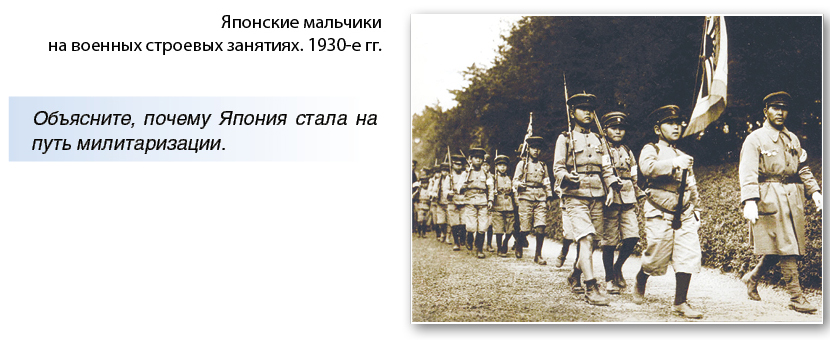 Японские мальчики
на военных строевых занятиях. 1930-е гг.
Объясните, почему Япония стала на
путь милитаризации.